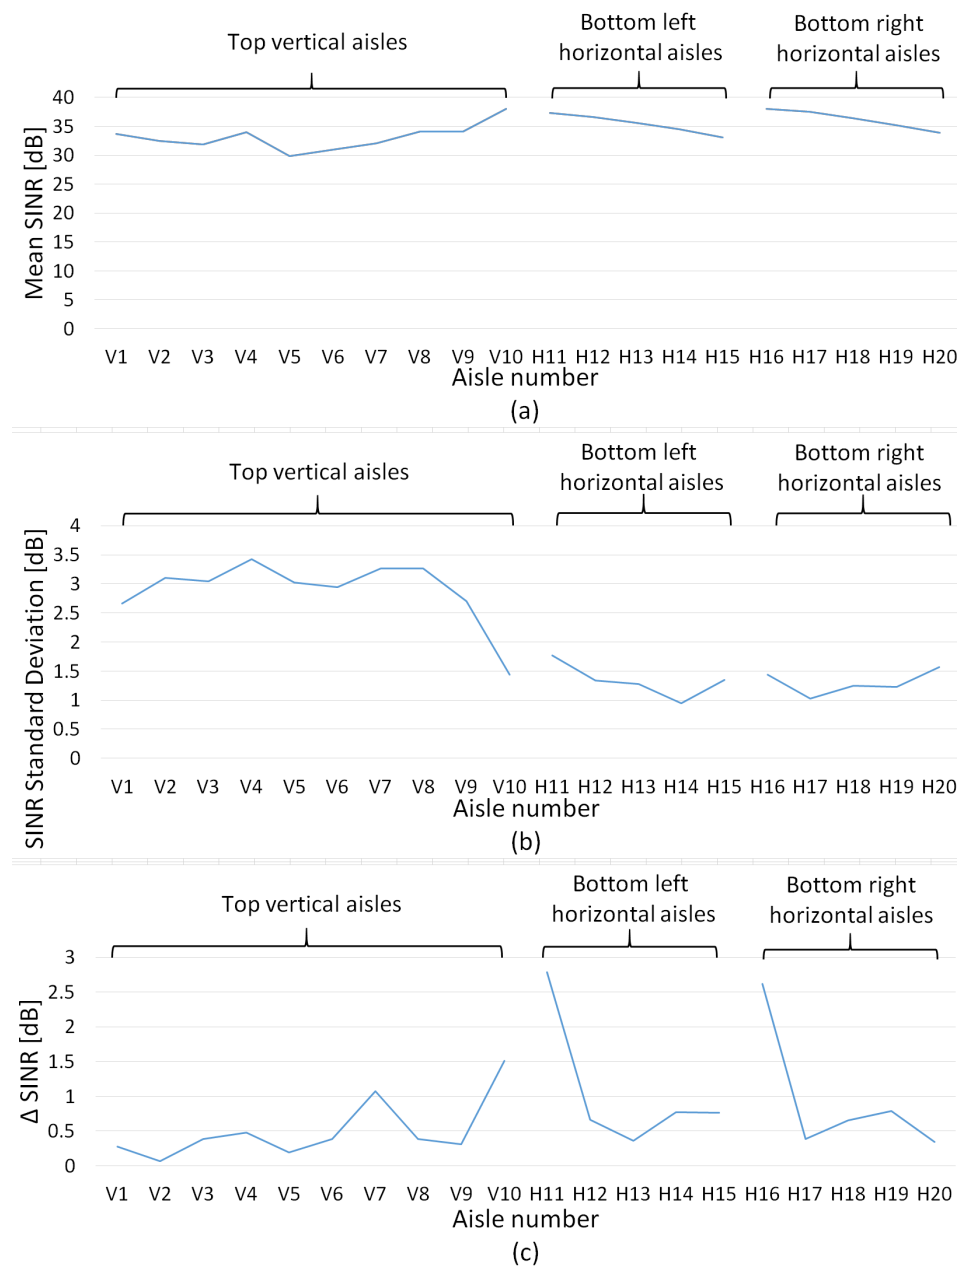 Top vertical aisles
Bottom left
horizontal aisles
Bottom right
horizontal aisles
Mean SINR [dB]
40
35
30
25
20
15
10
5
0
V1 V2 V3 V4 V5 V6 V7 V8 V9 V10 H11 H12 H13 H14 H15 H16 H17 H18 H19 H20
Aisle number
(a)
Top vertical aisles
Bottom left
horizontal aisles
Bottom right
horizontal aisles
SINR Standard Deviation [dB]
4
3.5
3
2.5
2
1.5
1
0.5
0
V1 V2 V3 V4 V5 V6 V7 V8 V9 V10 H11 H12 H13 H14 H15 H16 H17 H18 H19 H20
Aisle number
(b)
Top vertical aisles
Bottom left
horizontal aisles
Bottom right
horizontal aisles
Δ SINR [dB]
3
2.5
2
1.5
1
0.5
0
V1 V2 V3 V4 V5 V6 V7 V8 V9 V10 H11 H12 H13 H14 H15 H16 H17 H18 H19 H20
Aisle number
(c)